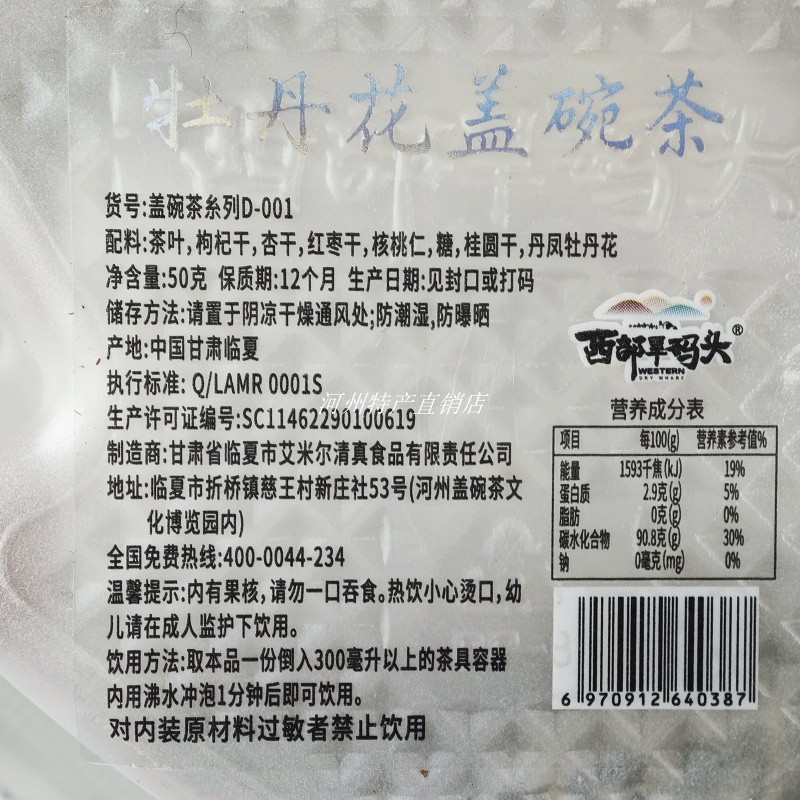 牡丹花盖碗茶
货号:盖碗茶系列D-001
配料:茶叶,枸杞干,杏干,红枣干,核桃仁,糖,桂圆干,丹凤牡丹花
净含量:50克 保质期:12个月 生产日期:见封口或打码
储存方法:请置于阴凉干燥通风处;防潮湿,防曝晒
产地:中国甘肃临夏
执行标准: Q/LAMR 0001S
河州特产直销店
生产许可证编号:SC11462290100619
制造商:甘肃省临夏市艾米尔清真食品有限责任公司
地址:临夏市折桥镇慈王村新庄社53号(河州盖碗茶文
化博览园内)
全国免费热线:400-0044-234
温馨提示:内有果核,请勿一口吞食。热饮小心烫口,幼
儿请在成人监护下饮用。
饮用方法:取本品一份倒入300毫升以上的茶具容器
内用沸水冲泡1分钟后即可饮用。
对内装原材料过敏者禁止饮用
西部旱码头®
WESTERN
DRY WHARF
营养成分表
项目 每100(g) 营养素参考值%
能量 1593千焦(kJ) 19%
蛋白质 2.9克(g) 5%
脂肪 0克(g) 0%
碳水化合物 90.8克(g) 30%
钠 0毫克(mg) 0%
6 970912 640387